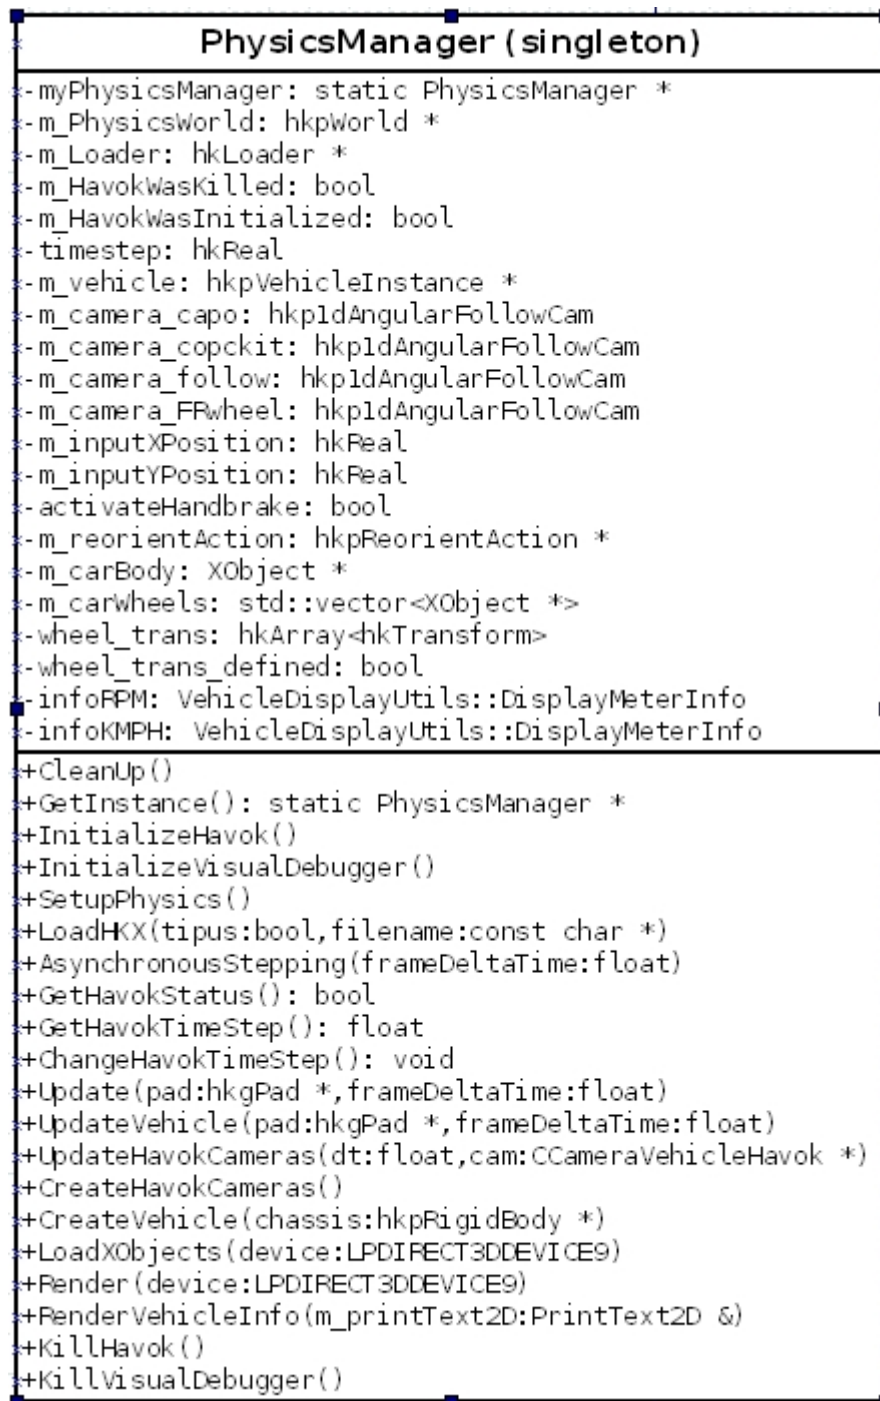 PhysicsManager (singleton)
-myPhysicsManager: static PhysicsManager *
-m_PhysicsWorld: hkpWorld *
-m_Loader: hkLoader *
-m_HavokWasKilled: bool
-m_HavokWasInitialized: bool
-timestep: hkReal
-m_vehicle: hkpVehicleInstance *
-m_camera_capo: hkp1dAngularFollowCam
-m_camera_copckit: hkp1dAngularFollowCam
-m_camera_follow: hkp1dAngularFollowCam
-m_camera_FRwheel: hkp1dAngularFollowCam
-m_inputXPosition: hkReal
-m_inputYPosition: hkReal
-activateHandbrake: bool
-m_reorientAction: hkpReorientAction *
-m_carBody: XObject *
-m_carWheels: std::vector<XObject *>
-wheel_trans: hkArray<hkTransform>
-wheel_trans_defined: bool
-infoRPM: VehicleDisplayUtils::DisplayMeterInfo
-infoKMPH: VehicleDisplayUtils::DisplayMeterInfo
+CleanUp()
+GetInstance(): static PhysicsManager *
+InitializeHavok()
+InitializeVisualDebugger()
+SetupPhysics()
+LoadHKX(tipus:bool,filename:const char *)
+AsynchronousStepping(frameDeltaTime:float)
+GetHavokStatus(): bool
+GetHavokTimeStep(): float
+ChangeHavokTimeStep(): void
+Update(pad:hkgPad *,frameDeltaTime:float)
+UpdateVehicle(pad:hkgPad *,frameDeltaTime:float)
+UpdateHavokCameras(dt:float,cam:CCameraVehicleHavok *)
+CreateHavokCameras()
+CreateVehicle(chassis:hkpRigidBody *)
+LoadXObjects(device:LPDIRECT3DDEVICE9)
+Render(device:LPDIRECT3DDEVICE9)
+RenderVehicleInfo(m_printText2D:PrintText2D &)
+KillHavok()
+KillVisualDebugger()